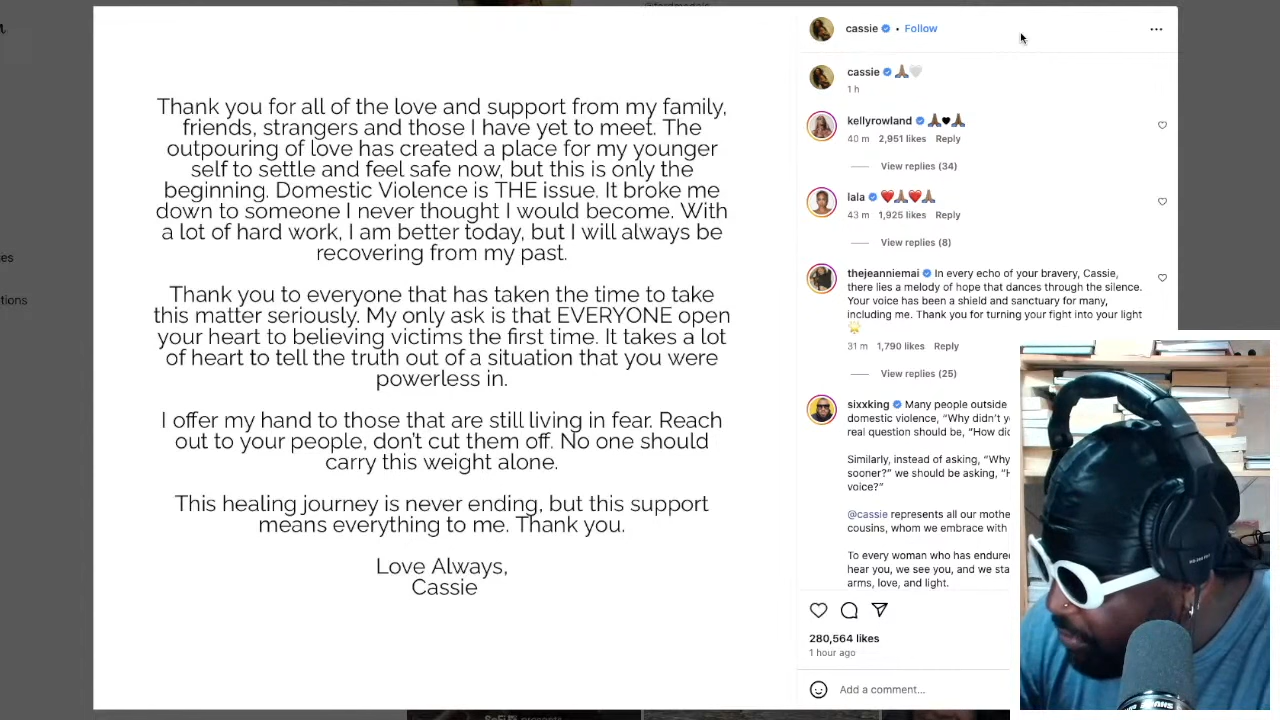 Thank you for all of the love and support from my family,
friends, strangers and those I have yet to meet. The
outpouring of love has created a place for my younger
self to settle and feel safe now, but this is only the
beginning. Domestic Violence is THE issue. It broke me
down to someone I never thought I would become. With
a lot of hard work, I am better today, but I will always be
recovering from my past.
Thank you to everyone that has taken the time to take
this matter seriously. My only ask is that EVERYONE open
your heart to believing victims the first time. It takes a lot
of heart to tell the truth out of a situation that you were
powerless in.
I offer my hand to those that are still living in fear. Reach
out to your people, don't cut them off. No one should
carry this weight alone.
This healing journey is never ending, but this support
means everything to me. Thank you.
Love Always,
Cassie
cassie • Follow
cassie 🙏🏽🤍
1 h
kellyrowland 🙏🏾🖤🙏🏾
40 m 2,951 likes Reply
View replies (34)
lala ❤️🙏🏽❤️🙏🏽
43 m 1,925 likes Reply
View replies (8)
thejeanniemai In every echo of your bravery, Cassie,
there lies a melody of hope that dances through the silence.
Your voice has been a shield and sanctuary for many,
including me. Thank you for turning your fight into your light
🌟
31 m 1,790 likes Reply
View replies (25)
sixxking Many people outside
domestic violence, "Why didn't
real question should be, "How
Similarly, instead of asking, "Why
sooner?" we should be asking,
voice?"
@cassie represents all our
cousins, whom we embrace with
To every woman who has endured
hear you, we see you, and we
arms, love, and light.
280,564 likes
1 hour ago
Add a comment...